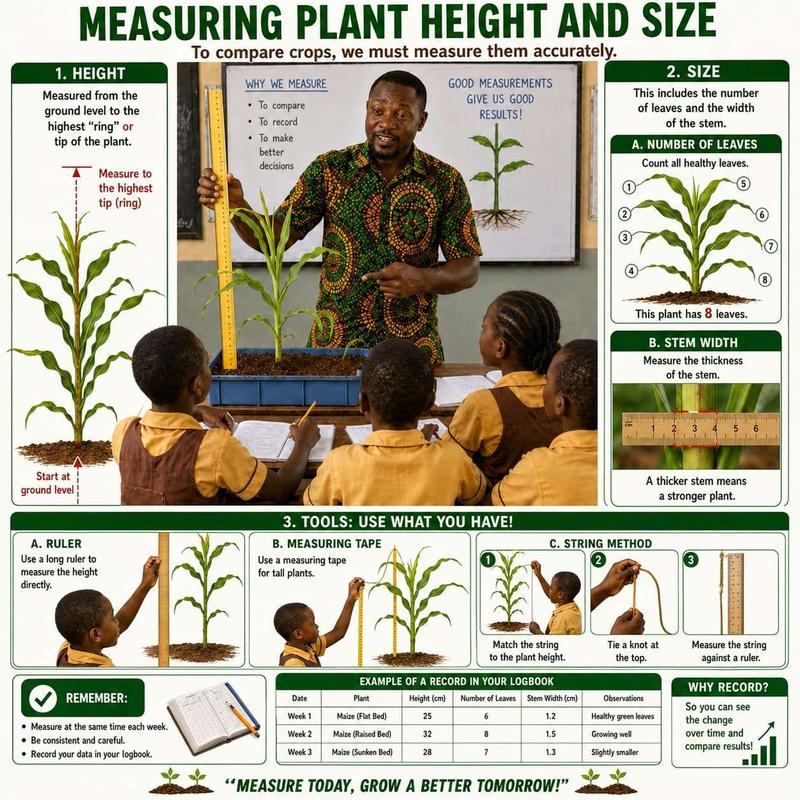 MEASURING PLANT HEIGHT AND SIZE
To compare crops, we must measure them accurately.
1. HEIGHT
Measured from the
ground level to the
highest “ring” or
tip of the plant.
Measure to
the highest
tip (ring)
Start at
ground level
WHY WE MEASURE
• To compare
• To record
• To make
better
decisions
GOOD MEASUREMENTS
GIVE US GOOD
RESULTS!
2. SIZE
This includes the number
of leaves and the width
of the stem.
A. NUMBER OF LEAVES
Count all healthy leaves.
1 5
2 6
3 7
4 8
This plant has 8 leaves.
B. STEM WIDTH
Measure the thickness
of the stem.
1 2 3 4 5 6
A thicker stem means
a stronger plant.
3. TOOLS: USE WHAT YOU HAVE!
A. RULER
Use a long ruler to
measure the height
directly.
B. MEASURING TAPE
Use a measuring tape
for tall plants.
C. STRING METHOD
1 2 3
Match the string
to the plant height.
Tie a knot at
the top.
Measure the string
against a ruler.
REMEMBER:
• Measure at the same time each week.
• Be consistent and careful.
• Record your data in your logbook.
EXAMPLE OF A RECORD IN YOUR LOGBOOK
Date Plant Height (cm) Number of Leaves Stem Width (cm) Observations
Week 1 Maize (Flat Bed) 25 6 1.2 Healthy green leaves
Week 2 Maize (Raised Bed) 32 8 1.5 Growing well
Week 3 Maize (Sunken Bed) 28 7 1.3 Slightly smaller
WHY RECORD?
So you can see
the change
over time and
compare results!
“MEASURE TODAY, GROW A BETTER TOMORROW!”